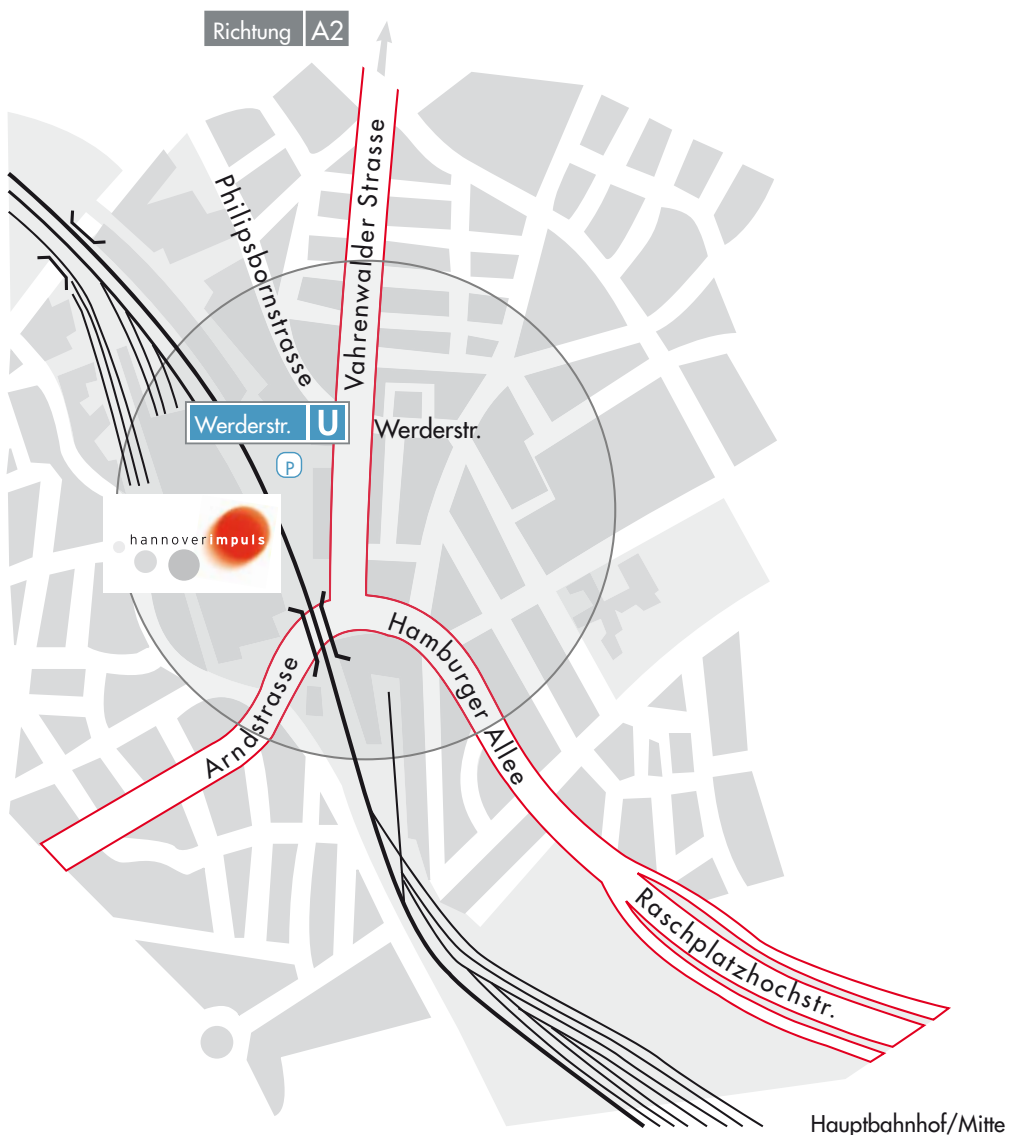 Richtung A2
Vahrenwalder Strasse
Philipsbornstrasse
Werderstr. U
Werderstr.
P
hannoverimpuls
Hamburger Allee
Arndstrasse
Raschplatzhochstr.
Hauptbahnhof/Mitte